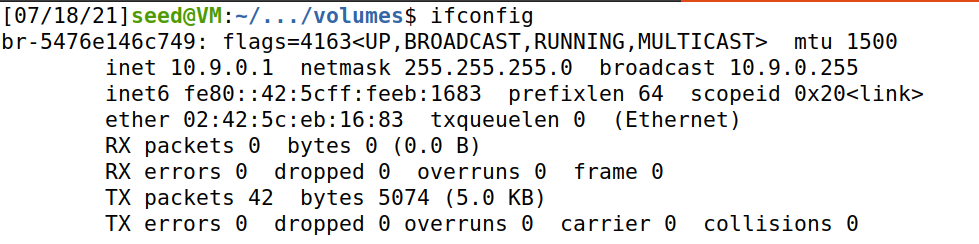 [07/18/21]seed@VM:~/.../volumes$ ifconfig
br-5476e146c749: flags=4163<UP,BROADCAST,RUNNING,MULTICAST>  mtu 1500
        inet 10.9.0.1  netmask 255.255.255.0  broadcast 10.9.0.255
        inet6 fe80::42:5cff:feeb:1683  prefixlen 64  scopeid 0x20<link>
        ether 02:42:5c:eb:16:83  txqueuelen 0  (Ethernet)
        RX packets 0  bytes 0 (0.0 B)
        RX errors 0  dropped 0  overruns 0  frame 0
        TX packets 42  bytes 5074 (5.0 KB)
        TX errors 0  dropped 0 overruns 0  carrier 0  collisions 0